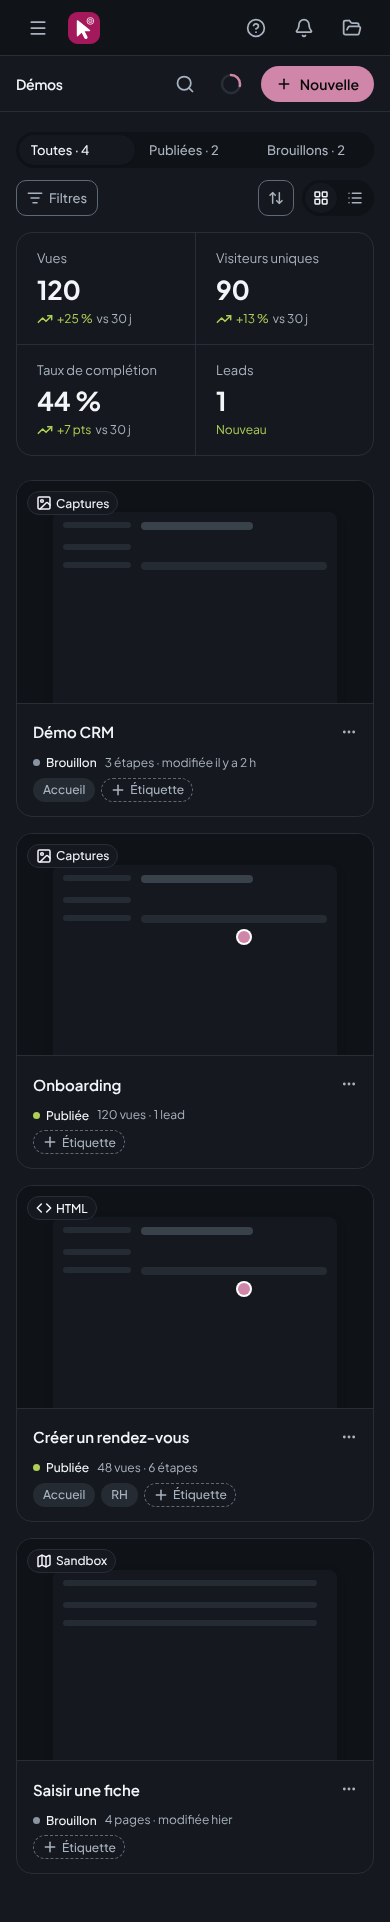 Démos
Nouvelle
Toutes · 4 Publiées · 2 Brouillons · 2
Filtres
Vues Visiteurs uniques
120 90
+25 % vs 30 j +13 % vs 30 j
Taux de complétion Leads
44 % 1
+7 pts vs 30 j Nouveau
Captures
Démo CRM
Brouillon 3 étapes · modifiée il y a 2 h
Accueil Étiquette
Captures
Onboarding
Publiée 120 vues · 1 lead
Étiquette
HTML
Créer un rendez-vous
Publiée 48 vues · 6 étapes
Accueil RH Étiquette
Sandbox
Saisir une fiche
Brouillon 4 pages · modifiée hier
Étiquette